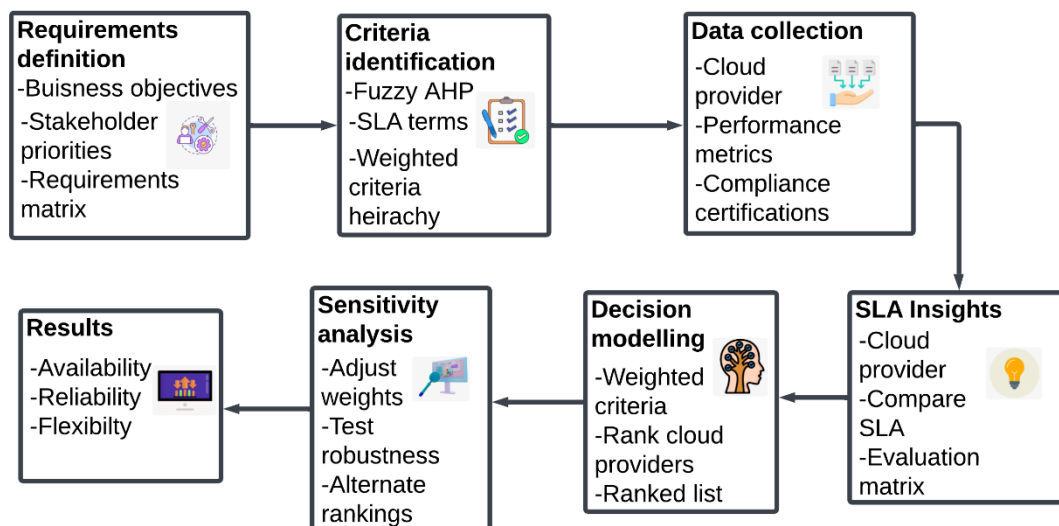 Requirements
definition
-Buisness objectives
-Stakeholder
priorities
-Requirements
matrix
Criteria
identification
-Fuzzy AHP
-SLA terms
-Weighted
criteria
heirachy
Data collection
-Cloud
provider
-Performance
metrics
-Compliance
certifications
SLA Insights
-Cloud
provider
-Compare
SLA
-Evaluation
matrix
Decision
modelling
-Weighted
criteria
-Rank cloud
providers
-Ranked list
Sensitivity
analysis
-Adjust
weights
-Test
robustness
-Alternate
rankings
Results
-Availability
-Reliability
-Flexibilty